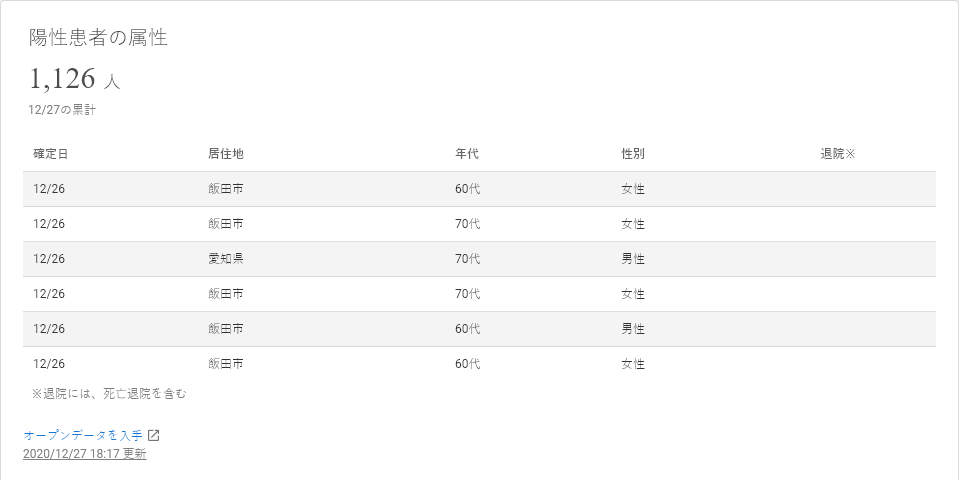 陽性患者の属性
1,126 人
12/27の累計
確定日 居住地 年代 性別 退院※
12/26 飯田市 60代 女性
12/26 飯田市 70代 女性
12/26 愛知県 70代 男性
12/26 飯田市 70代 女性
12/26 飯田市 60代 男性
12/26 飯田市 60代 女性
※退院には、死亡退院を含む
オープンデータを入手
2020/12/27 18:17 更新